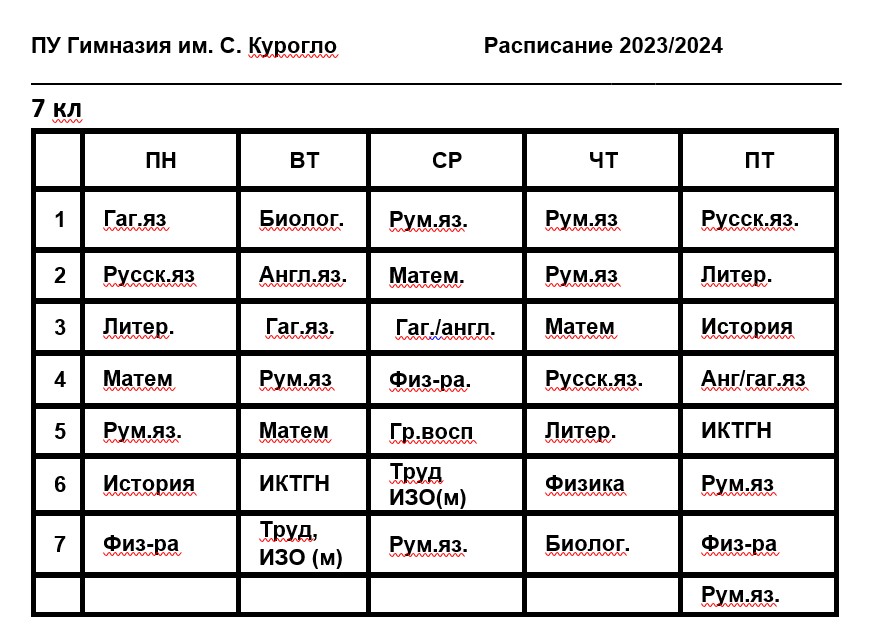 ПУ Гимназия им. С. Курогло Расписание 2023/2024
7 кл
ПН ВТ СР ЧТ ПТ
1 Гаг.яз Биолог. Рум.яз. Рум.яз Русск.яз.
2 Русск.яз Англ.яз. Матем. Рум.яз Литер.
3 Литер. Гаг.яз. Гаг./англ. Матем История
4 Матем Рум.яз Физ-ра. Русск.яз. Анг/гаг.яз
5 Рум.яз. Матем Гр.восп Литер. ИКТГН
6 История ИКТГН Труд ИЗО(м) Физика Рум.яз
7 Физ-ра Труд, ИЗО (м) Рум.яз. Биолог. Физ-ра
Рум.яз.